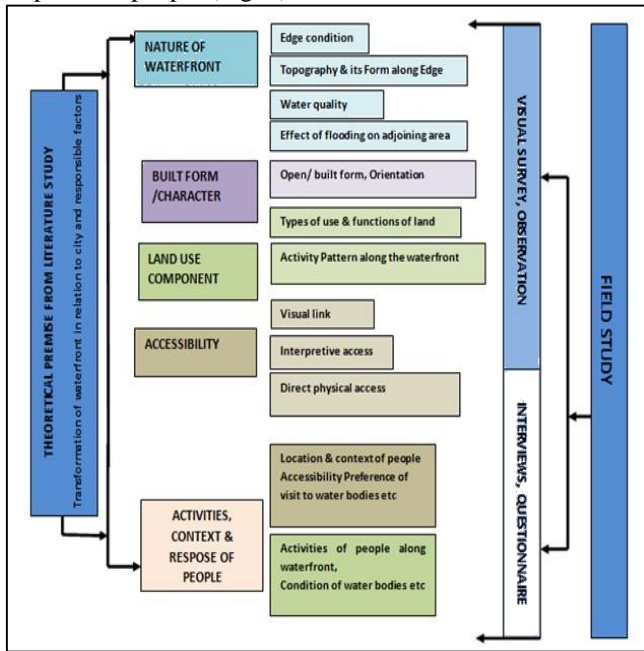 THEORETICAL PREMISE FROM LITERATURE STUDY
Transformation of waterfront in relation to city and responsible factors
NATURE OF
WATERFRONT
Edge condition
Topography & its Form along Edge
Water quality
Effect of flooding on adjoining area
BUILT FORM
/CHARACTER
Open/ built form, Orientation
Types of use & functions of land
LAND USE
COMPONENT
Activity Pattern along the waterfront
ACCESSIBILITY
Visual link
Interpretive access
Direct physical access
ACTIVITIES,
CONTEXT &
RESPOSE OF
PEOPLE
Location & context of people
Accessibility Preference of
visit to water bodies etc
Activities of people along
waterfront,
Condition of water bodies etc
VISUAL SURVEY, OBSERVATION
INTERVIEWS, QUESTIONNAIRE
FIELD STUDY